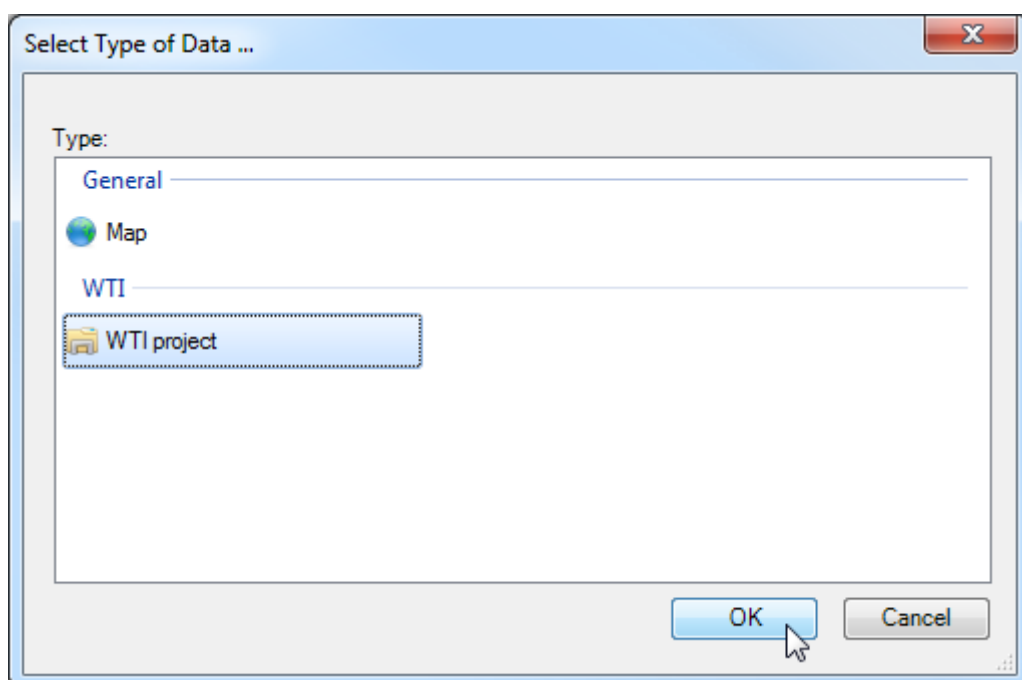 Select Type of Data ...
Type:
General
Map
WTI
WTI project
OK Cancel